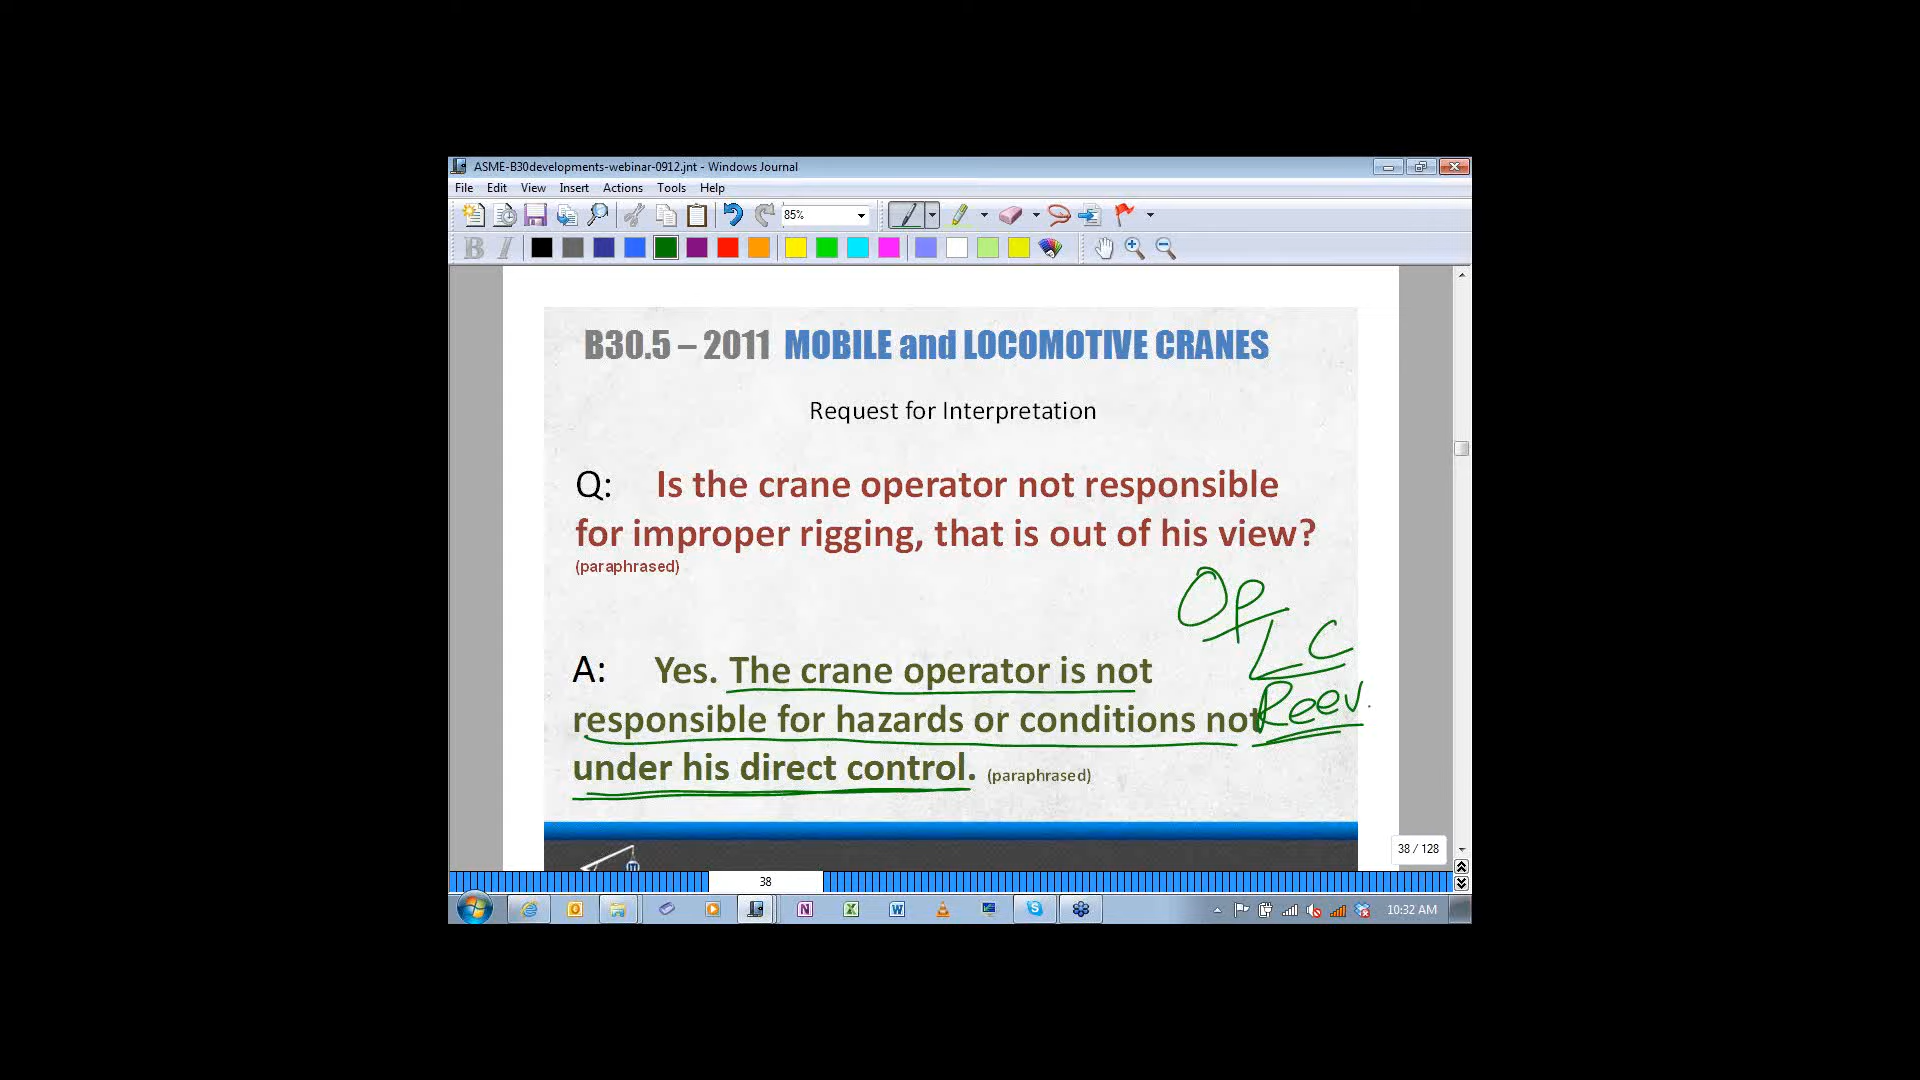 ASME-B30developments-webinar-0912.jnt - Windows Journal
File Edit View Insert Actions Tools Help
85%
B I
B30.5 – 2011 MOBILE and LOCOMOTIVE CRANES
Request for Interpretation
Q: Is the crane operator not responsible
for improper rigging, that is out of his view?
(paraphrased)
Op
LC
A: Yes. The crane operator is not
Reev
responsible for hazards or conditions not
under his direct control. (paraphrased)
38 / 128
38
10:32 AM